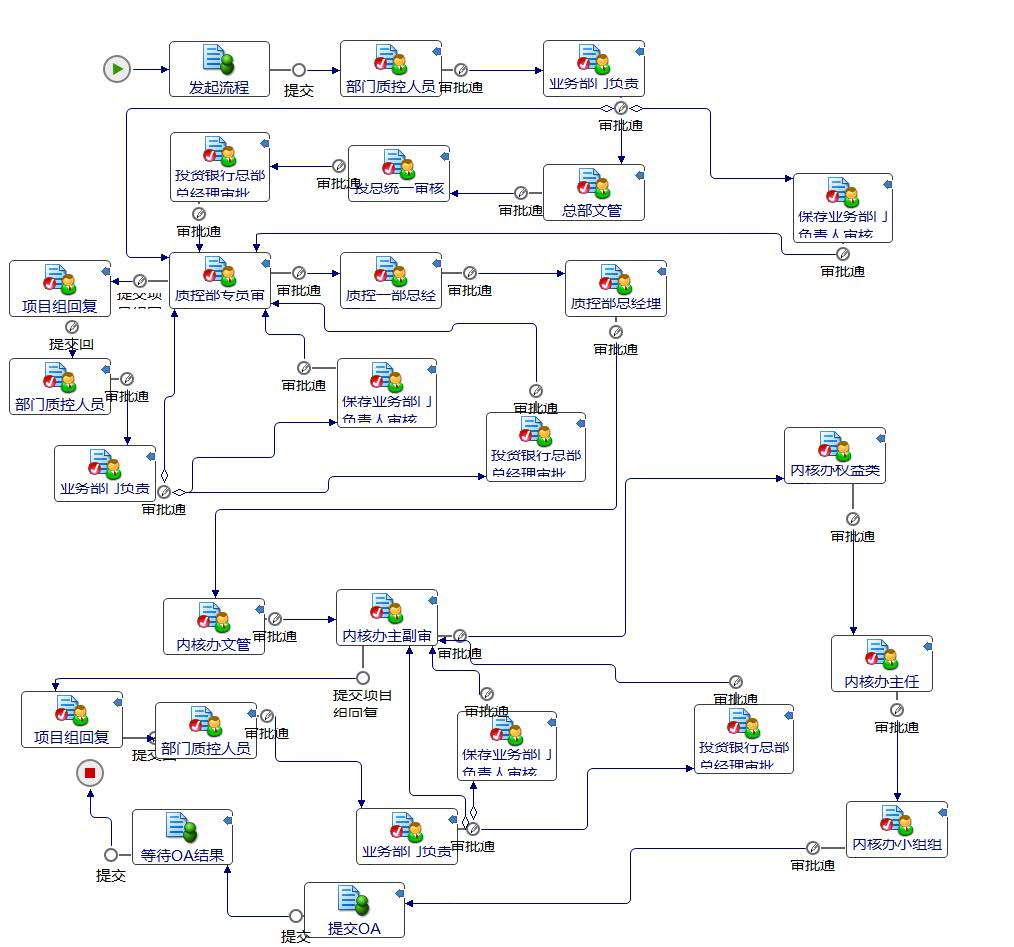 发起流程
提交
部门质控人员
审批通
业务部门负责
审批通
投资银行总部
总经理审批
审批通
投总统一审核
审批通
总部文管
保荐业务部门
负责人审核
审批通
审批通
项目组回复
提交项
质控部专员审
审批通
质控一部总经
审批通
质控部总经理
审批通
提交回
部门质控人员
审批通
审批通
保荐业务部门
负责人审核
审批通
投资银行总部
总经理审批
业务部门负责
审批通
内核办权益类
审批通
内核办文管
审批通
内核办主副审
审批通
内核办主任
审批通
提交项目
组回复
项目组回复
提交回
部门质控人员
审批通
审批通
保荐业务部门
负责人审核
审批通
投资银行总部
总经理审批
业务部门负责
审批通
内核办小组组
审批通
等待OA结果
提交
提交OA
提交